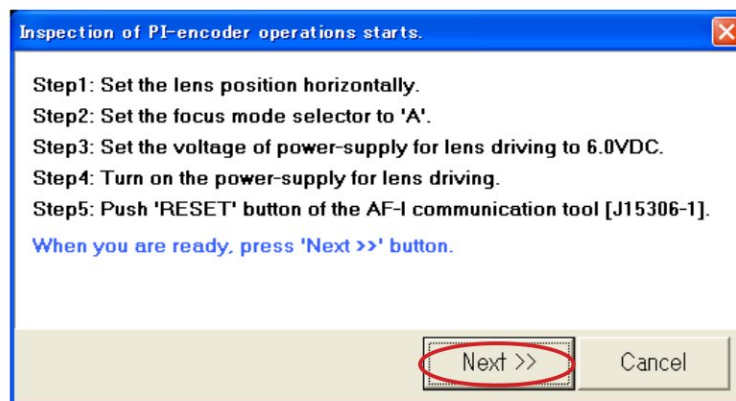 Inspection of PI-encoder operations starts.
Step1: Set the lens position horizontally.
Step2: Set the focus mode selector to 'A'.
Step3: Set the voltage of power-supply for lens driving to 6.0VDC.
Step4: Turn on the power-supply for lens driving.
Step5: Push 'RESET' button of the AF-I communication tool [J15306-1].
When you are ready, press 'Next >>' button.
Next >>
Cancel